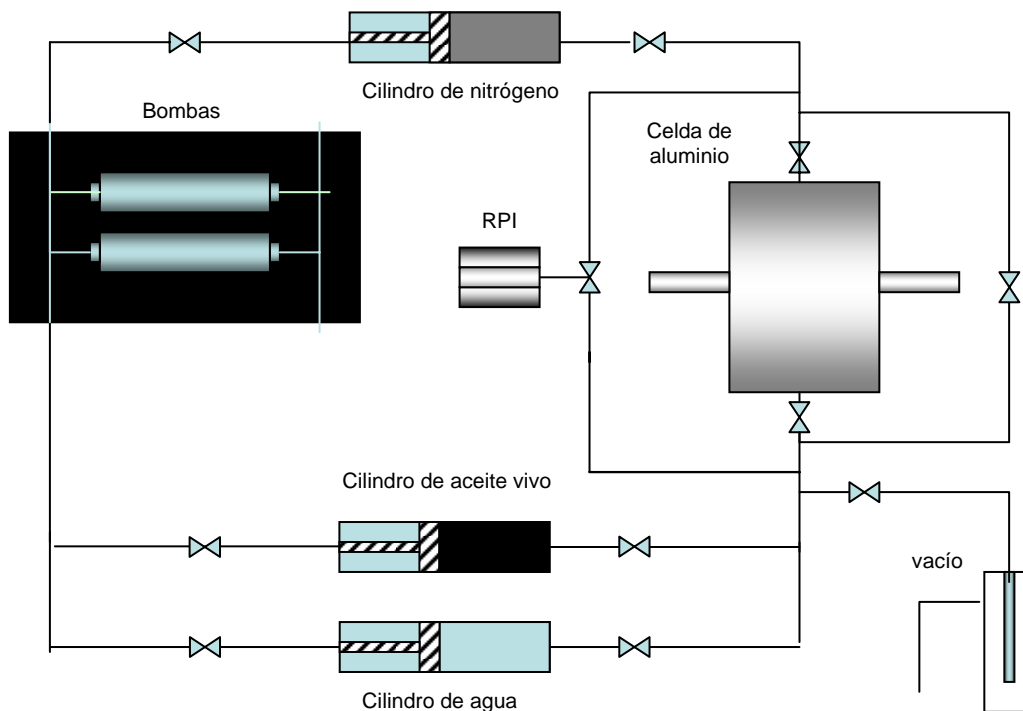 Cilindro de nitrógeno
Bombas
Celda de
aluminio
RPI
Cilindro de aceite vivo
vacío
Cilindro de agua